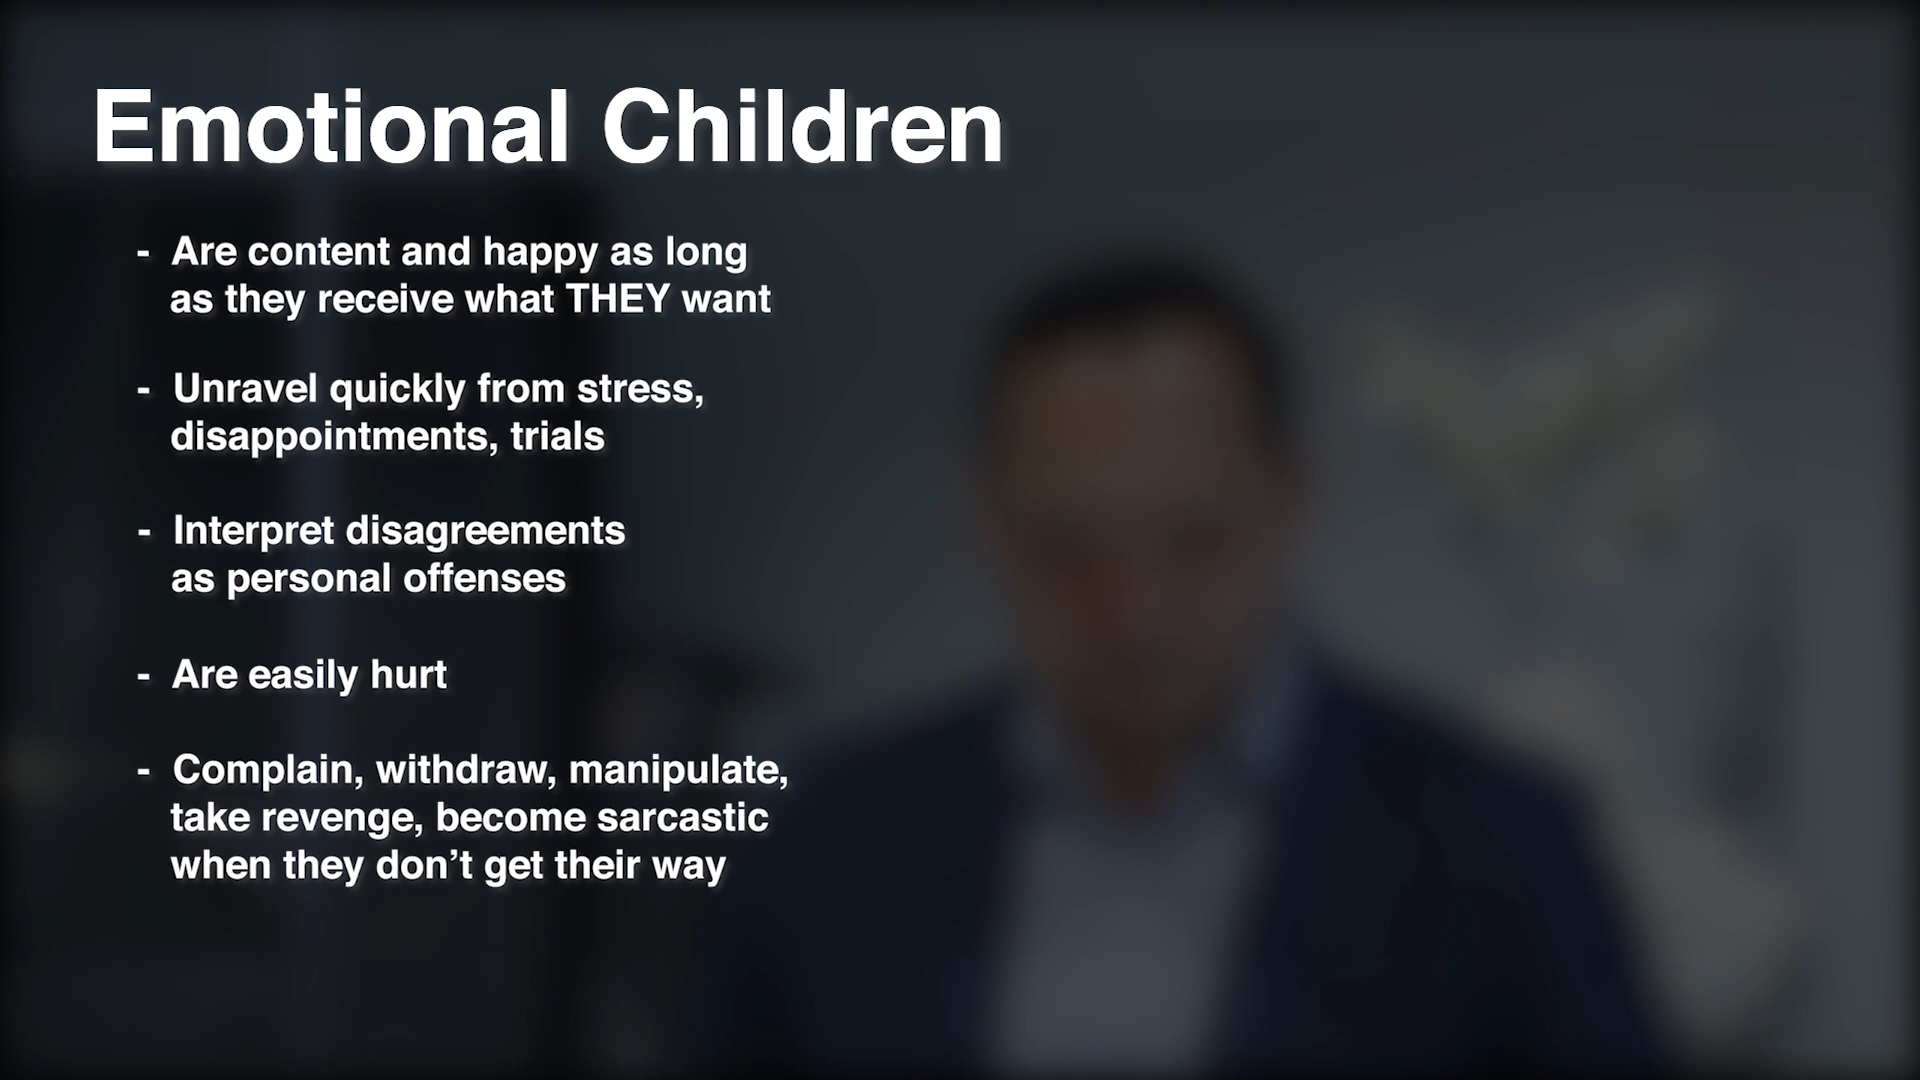 Emotional Children
- Are content and happy as long
as they receive what THEY want
- Unravel quickly from stress,
disappointments, trials
- Interpret disagreements
as personal offenses
- Are easily hurt
- Complain, withdraw, manipulate,
take revenge, become sarcastic
when they don’t get their way